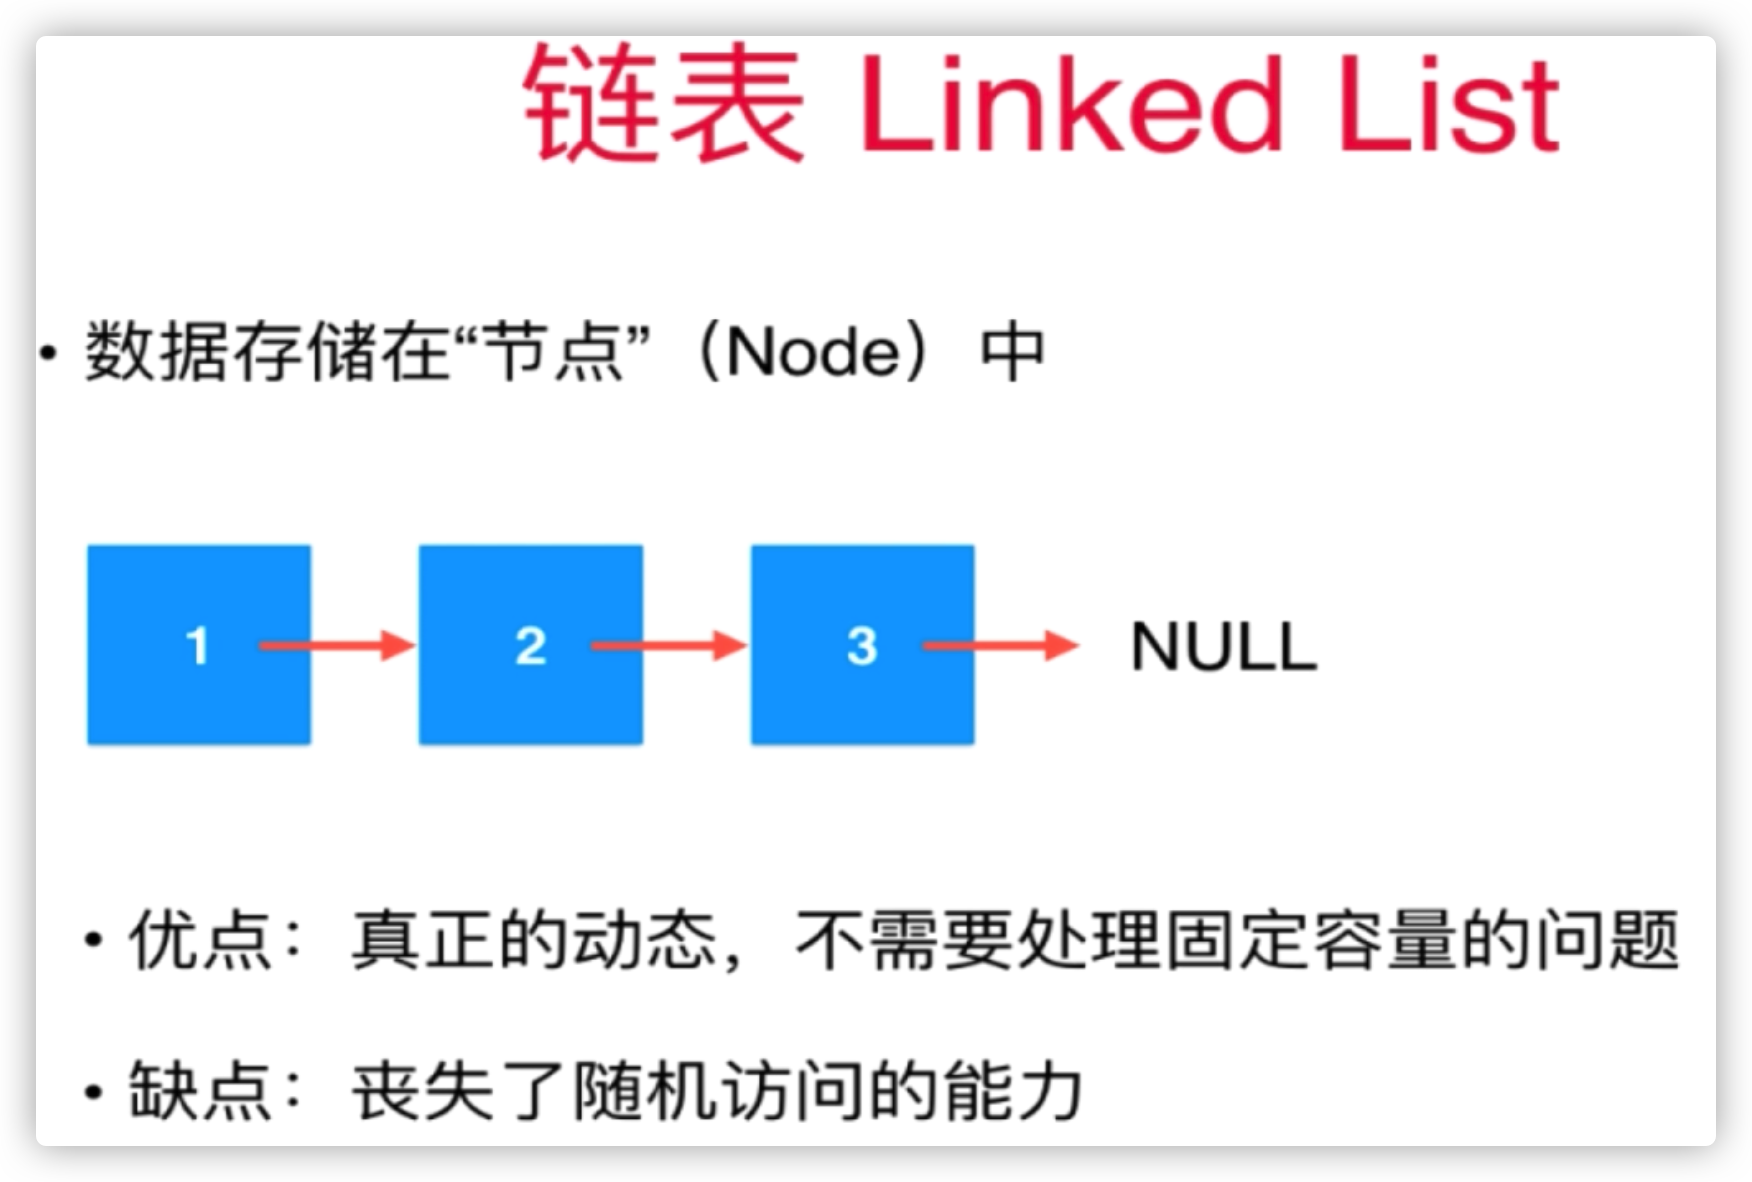 链表 Linked List
• 数据存储在“节点”（Node）中
1 2 3 NULL
• 优点： 真正的动态，不需要处理固定容量的问题
• 缺点： 丧失了随机访问的能力